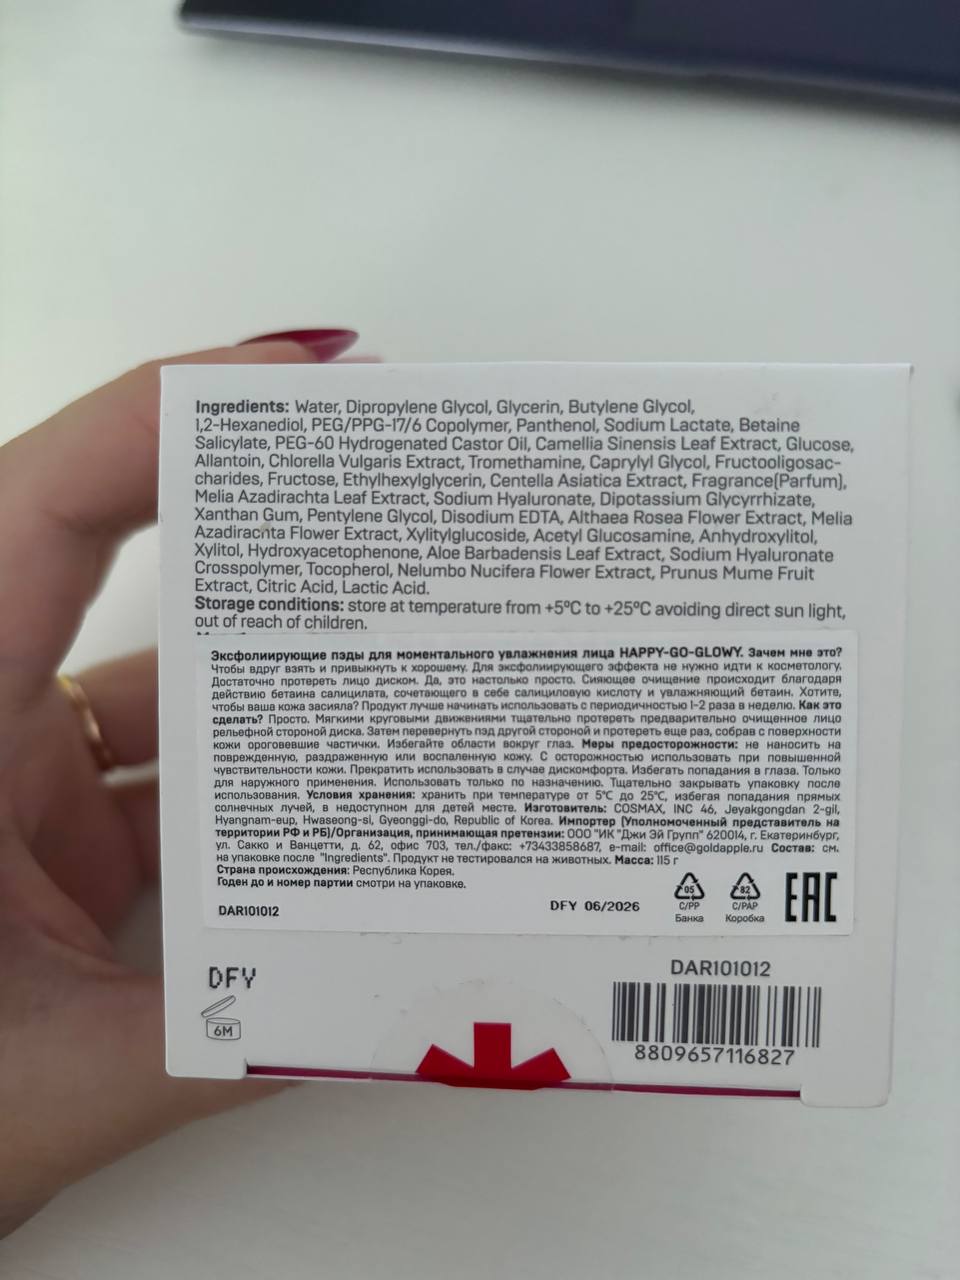 Ingredients: Water, Dipropylene Glycol, Glycerin, Butylene Glycol,
1,2-Hexanediol, PEG/PPG-17/6 Copolymer, Panthenol, Sodium Lactate, Betaine
Salicylate, PEG-60 Hydrogenated Castor Oil, Camellia Sinensis Leaf Extract, Glucose,
Allantoin, Chlorella Vulgaris Extract, Tromethamine, Caprylyl Glycol, Fructooligosac-
charides, Fructose, Ethylhexylglycerin, Centella Asiatica Extract, Fragrance(Parfum),
Melia Azadirachta Leaf Extract, Sodium Hyaluronate, Dipotassium Glycyrrhizate,
Xanthan Gum, Pentylene Glycol, Disodium EDTA, Althaea Rosea Flower Extract, Melia
Azadirachta Flower Extract, Xylitylglucoside, Acetyl Glucosamine, Anhydroxylitol,
Xylitol, Hydroxyacetophenone, Aloe Barbadensis Leaf Extract, Sodium Hyaluronate
Crosspolymer, Tocopherol, Nelumbo Nucifera Flower Extract, Prunus Mume Fruit
Extract, Citric Acid, Lactic Acid.
Storage conditions: store at temperature from +5ºC to +25ºC avoiding direct sun light,
out of reach of children.
Эксфолиирующие пэды для моментального увлажнения лица HAPPY-GO-GLOWY. Зачем мне это?
Чтобы вдруг взять и привыкнуть к хорошему. Для эксфолиирующего эффекта не нужно идти к косметологу.
Достаточно протереть лицо диском. Да, это настолько просто. Сияющее очищение происходит благодаря
действию бетаина салицилата, сочетающего в себе салициловую кислоту и увлажняющий бетаин. Хотите,
чтобы ваша кожа засияла? Продукт лучше начинать использовать с периодичностью 1-2 раза в неделю. Как это
сделать? Просто. Мягкими круговыми движениями тщательно протереть предварительно очищенное лицо
рельефной стороной диска. Затем перевернуть пэд другой стороной и протереть еще раз, собрав с поверхности
кожи ороговевшие частички. Избегайте области вокруг глаз. Меры предосторожности: не наносить на
поврежденную, раздраженную или воспаленную кожу. С осторожностью использовать при повышенной
чувствительности кожи. Прекратить использовать в случае дискомфорта. Избегать попадания в глаза. Только
для наружного применения. Использовать только по назначению. Тщательно закрывать упаковку после
использования. Условия хранения: хранить при температуре от 5℃ до 25℃, избегая попадания прямых
солнечных лучей, в недоступном для детей месте. Изготовитель: COSMAX, INC 46, Jeyakgongdan 2-gil,
Hyangnam-eup, Hwaseong-si, Gyeonggi-do, Republic of Korea. Импортер (Уполномоченный представитель на
территории РФ и РБ)/Организация, принимающая претензии: ООО "ИК "Джи Эй Групп" 620014, г. Екатеринбург,
ул. Сакко и Ванцетти, д. 62, офис 703, тел./факс: +73433858687, e-mail: office@goldapple.ru Состав: см.
на упаковке после "Ingredients". Продукт не тестировался на животных. Масса: 115 г
Страна происхождения: Республика Корея.
Годен до и номер партии смотри на упаковке.
DAR101012
DFY 06/2026
05
C/PP
Банка
82
C/PAP
Коробка
EAC
DFY
6M
DAR101012
8809657116827